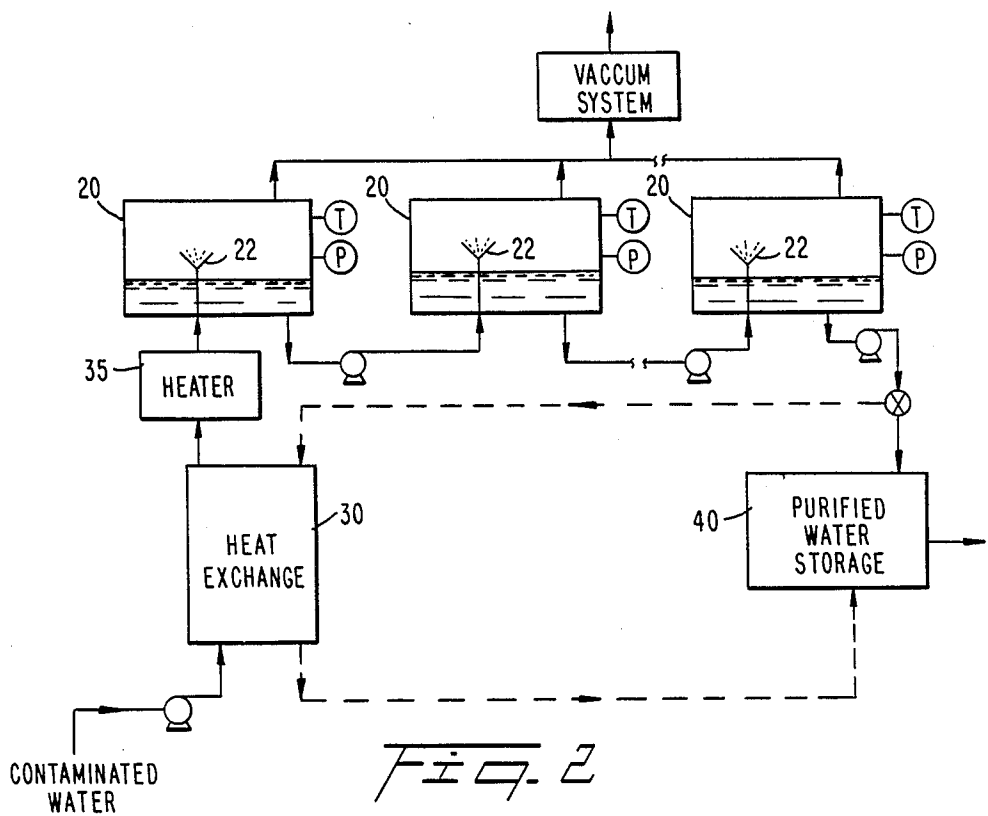 VACCUM
SYSTEM
20
20
20
T
T
T
22
22
22
P
P
P
35
HEATER
X
30
HEAT
EXCHANGE
40
PURIFIED
WATER
STORAGE
CONTAMINATED
WATER
Fig. 2